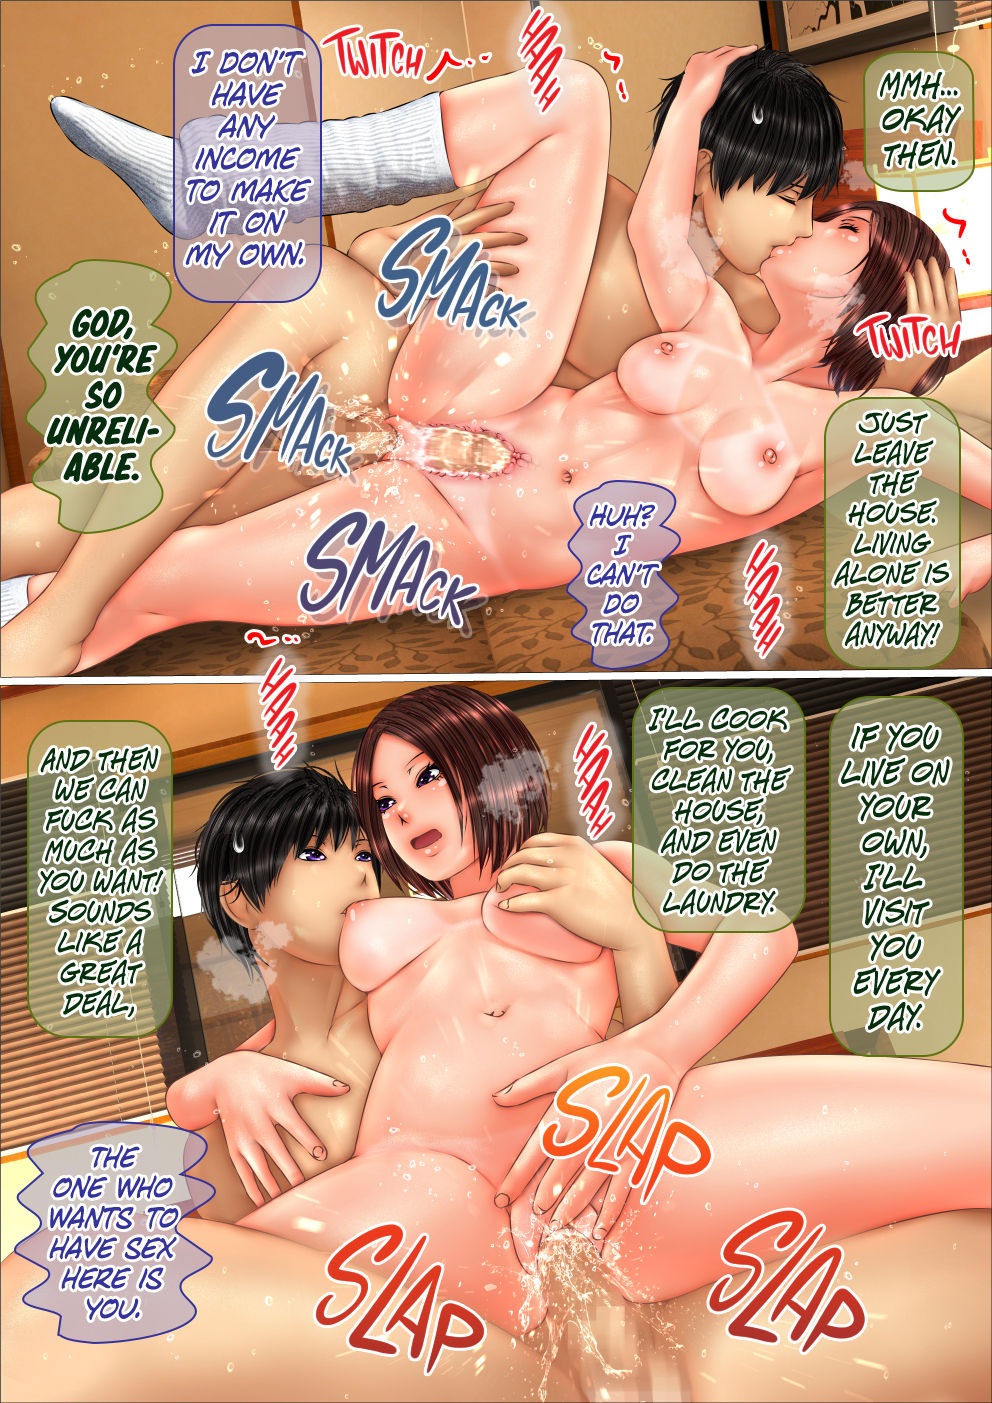 MMH...
OKAY
THEN.
TWITCH
HAAAH
I DON'T
HAVE
ANY
INCOME
TO MAKE
IT ON
MY OWN.
GOD,
YOU'RE
SO
UNRELI-
ABLE.
SMACK
SMACK
SMACK
TWITCH
JUST
LEAVE
THE
HOUSE.
LIVING
ALONE IS
BETTER
ANYWAY!
HUH?
I
CAN'T
DO
THAT.
HAAAH
IF YOU
LIVE ON
YOUR
OWN,
I'LL
VISIT
YOU
EVERY
DAY.
I'LL COOK
FOR YOU,
CLEAN THE
HOUSE,
AND EVEN
DO THE
LAUNDRY.
HAAAH
HAAAH
AND THEN
WE CAN
FUCK AS
MUCH AS
YOU WANT!
SOUNDS
LIKE A
GREAT
DEAL,
THE
ONE WHO
WANTS TO
HAVE SEX
HERE IS
YOU.
SLAP
SLAP
SLAP